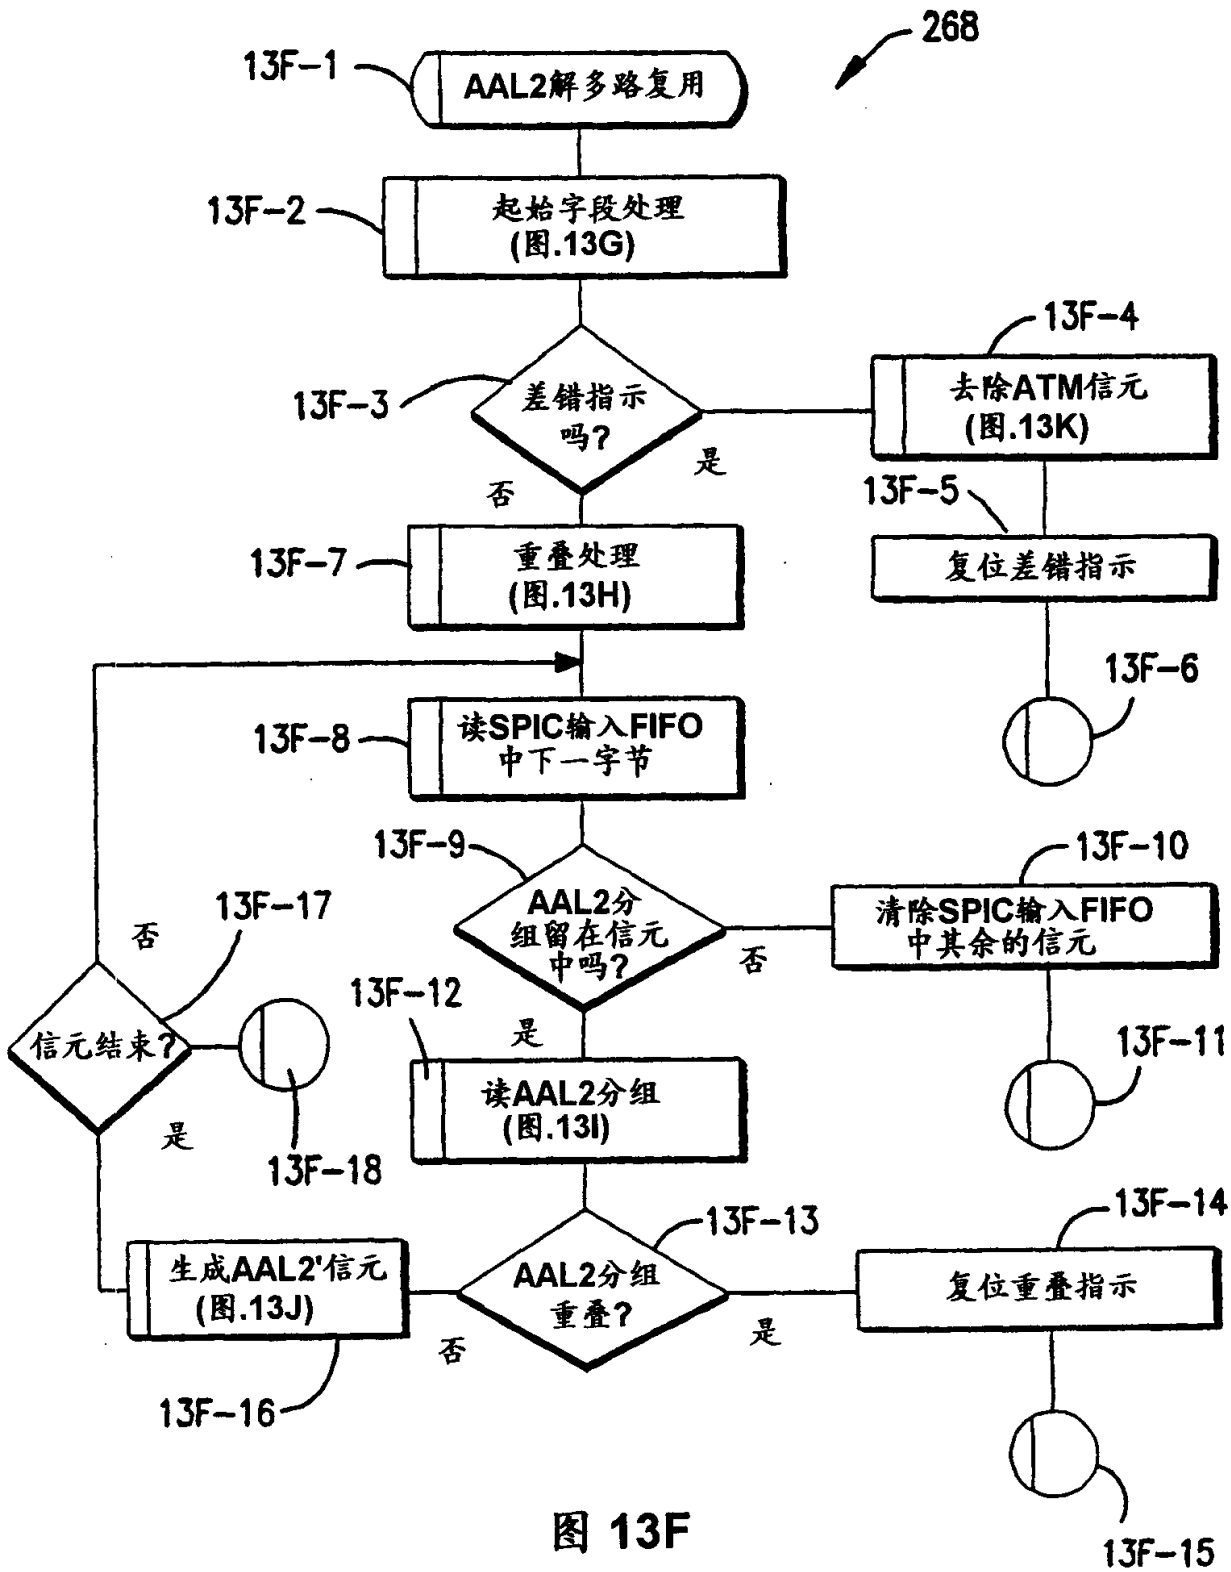 268
13F-1
AAL2解多路复用
13F-2
起始字段处理
(图.13G)
13F-3
差错指示
吗?
是
否
13F-4
去除ATM信元
(图.13K)
13F-5
复位差错指示
13F-6
13F-7
重叠处理
(图.13H)
13F-8
读SPIC输入FIFO
中下一字节
13F-9
AAL2分
组留在信元
中吗?
否
是
13F-10
清除SPIC输入FIFO
中其余的信元
13F-11
13F-12
读AAL2分组
(图.13I)
13F-13
AAL2分组
重叠?
是
否
13F-14
复位重叠指示
13F-15
生成AAL2'信元
(图.13J)
13F-16
13F-17
否
信元结束?
是
13F-18
图 13F